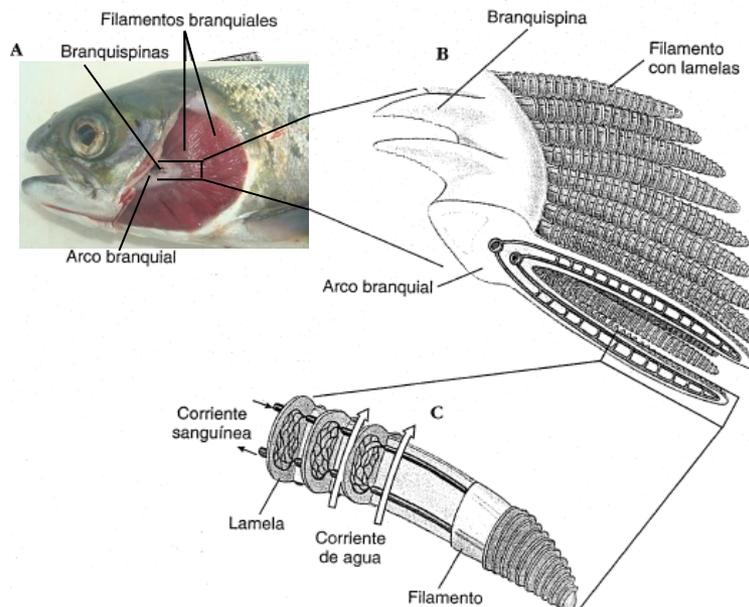 Filamentos branquiales
A
Branquispinas
Arco branquial
Branquispina
B
Filamento
con lamelas
Arco branquial
C
Corriente
sanguínea
Lamela
Corriente
de agua
Filamento